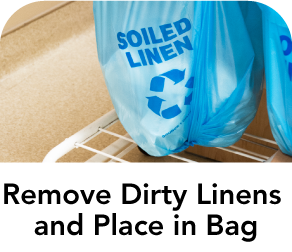 SOILED
LINEN
Remove Dirty Linens
and Place in Bag